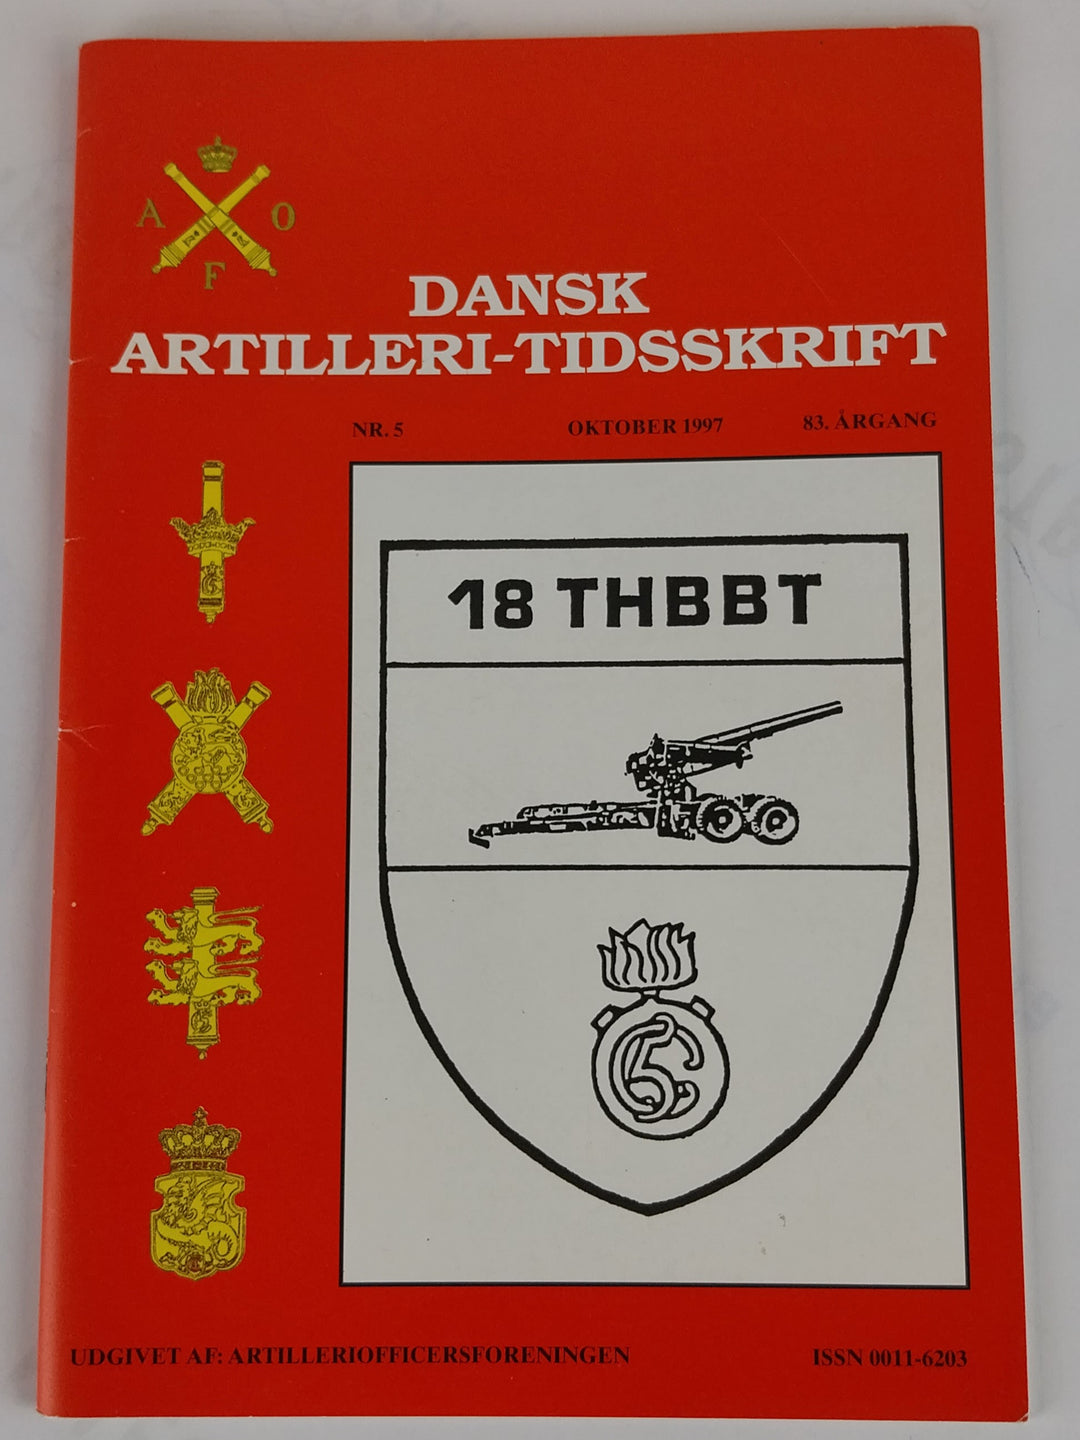 A O
F
DANSK
ARTILLERI-TIDSSKRIFT
NR. 5 OKTOBER 1997 83. ÅRGANG
18 THBBT
UDGIVET AF: ARTILLERIOFFICERSFORENINGEN ISSN 0011-6203